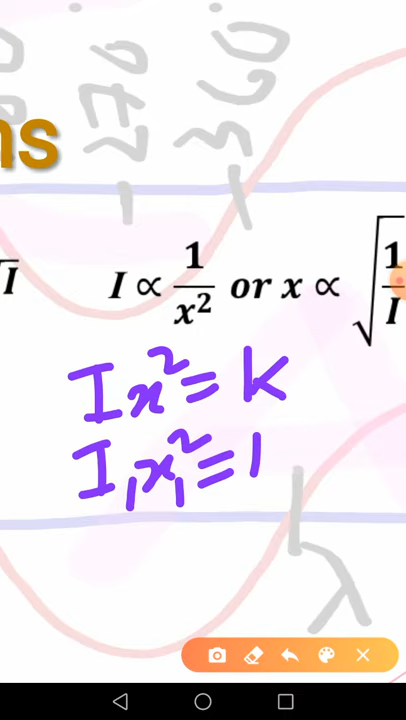 ns
√I
I ∝ 1/x² or x ∝ √(1/I)
Ix² = K
I₁x₁² = 1